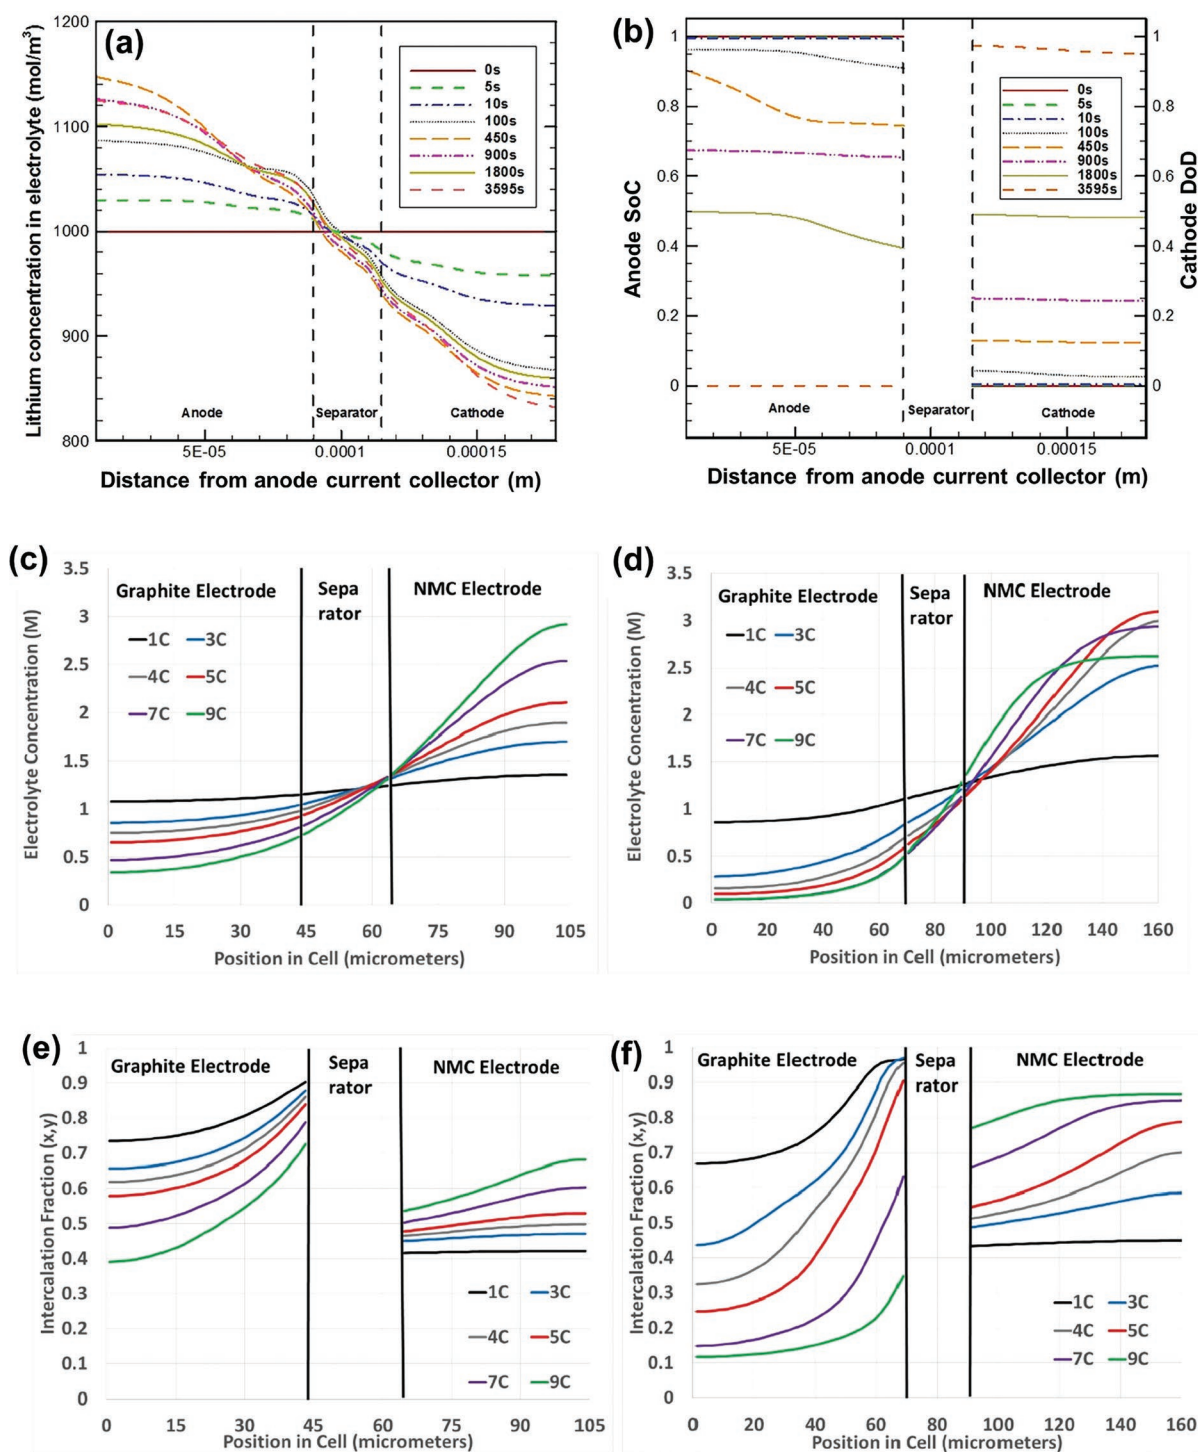 (a)
Lithium concentration in electrolyte (mol/m³)
1200
1100
1000
900
800
0s
5s
10s
100s
450s
900s
1800s
3595s
Anode
Separator
Cathode
5E-05
0.0001
0.00015
Distance from anode current collector (m)
(b)
Anode SoC
Cathode DoD
1
0.8
0.6
0.4
0.2
0
1
0.8
0.6
0.4
0.2
0
0s
5s
10s
100s
450s
900s
1800s
3595s
Anode
Separator
Cathode
5E-05
0.0001
0.00015
Distance from anode current collector (m)
(c)
Electrolyte Concentration (M)
3.5
3
2.5
2
1.5
1
0.5
0
Graphite Electrode
Sepa
rator
NMC Electrode
1C 3C
4C 5C
7C 9C
0 15 30 45 60 75 90 105
Position in Cell (micrometers)
(d)
Electrolyte Concentration (M)
3.5
3
2.5
2
1.5
1
0.5
0
Graphite Electrode
Sepa
rator
NMC Electrode
1C 3C
4C 5C
7C 9C
0 20 40 60 80 100 120 140 160
Position in Cell (micrometers)
(e)
Intercalation Fraction (x,y)
1
0.9
0.8
0.7
0.6
0.5
0.4
0.3
0.2
0.1
0
Graphite Electrode
Sepa
rator
NMC Electrode
1C 3C
4C 5C
7C 9C
0 15 30 45 60 75 90 105
Position in Cell (micrometers)
(f)
Intercalation Fraction (x,y)
1
0.9
0.8
0.7
0.6
0.5
0.4
0.3
0.2
0.1
0
Graphite Electrode
Sepa
rator
NMC Electrode
1C 3C
4C 5C
7C 9C
0 20 40 60 80 100 120 140 160
Position in Cell (micrometers)